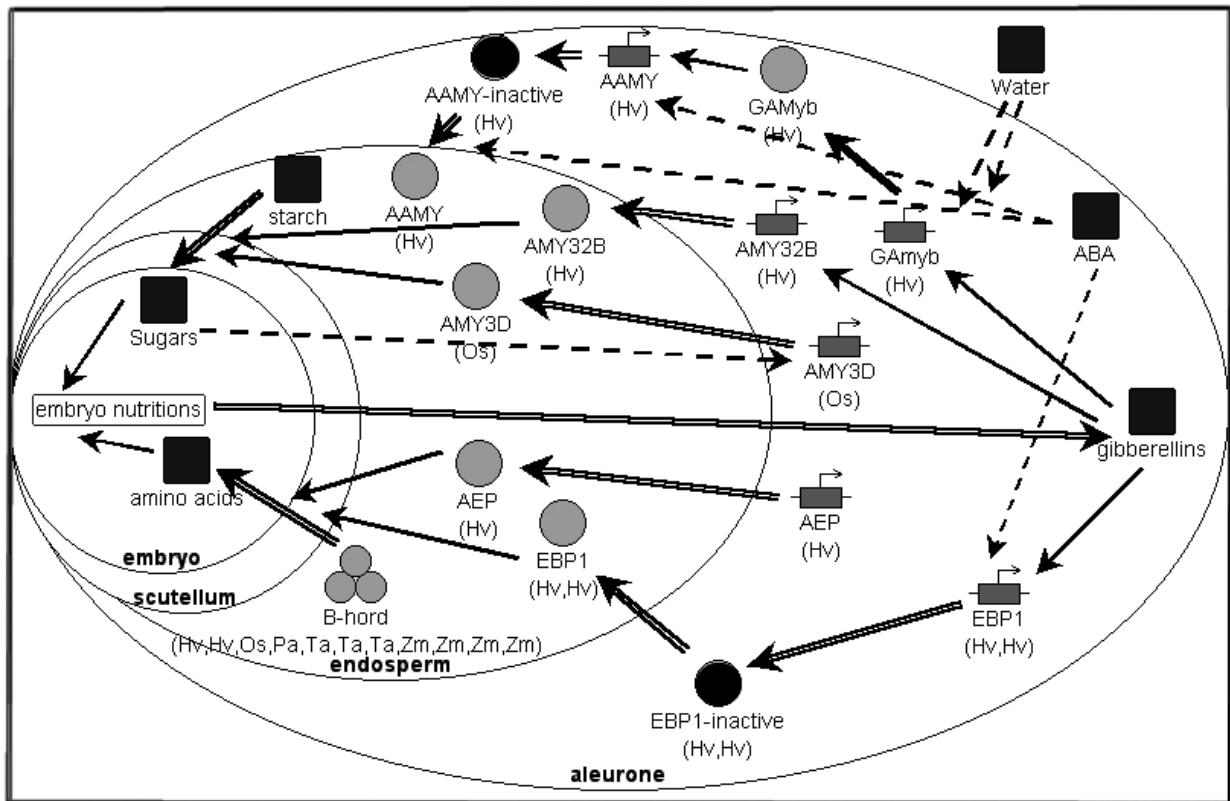 AAMY-inactive
(Hv)
AAMY
(Hv)
GAMyb
(Hv)
Water
starch
AAMY
(Hv)
AMY32B
(Hv)
AMY32B
(Hv)
GAmyb
(Hv)
ABA
Sugars
AMY3D
(Os)
AMY3D
(Os)
embryo nutritions
gibberellins
amino acids
AEP
(Hv)
AEP
(Hv)
EBP1
(Hv,Hv)
embryo
scutellum
B-hord
(Hv,Hv,Os,Pa,Ta,Ta,Ta,Zm,Zm,Zm,Zm)
endosperm
EBP1
(Hv,Hv)
EBP1-inactive
(Hv,Hv)
aleurone